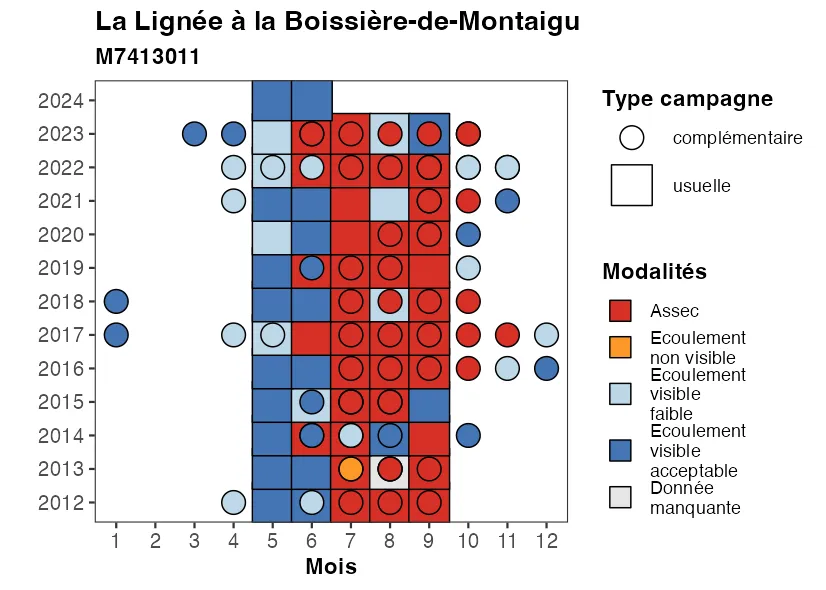 La Lignée à la Boissière-de-Montaigu
M7413011
2024
2023
2022
2021
2020
2019
2018
2017
2016
2015
2014
2013
2012
1 2 3 4 5 6 7 8 9 10 11 12
Mois
Type campagne
complémentaire
usuelle
Modalités
Assec
Ecoulement
non visible
Ecoulement
visible
faible
Ecoulement
visible
acceptable
Donnée
manquante